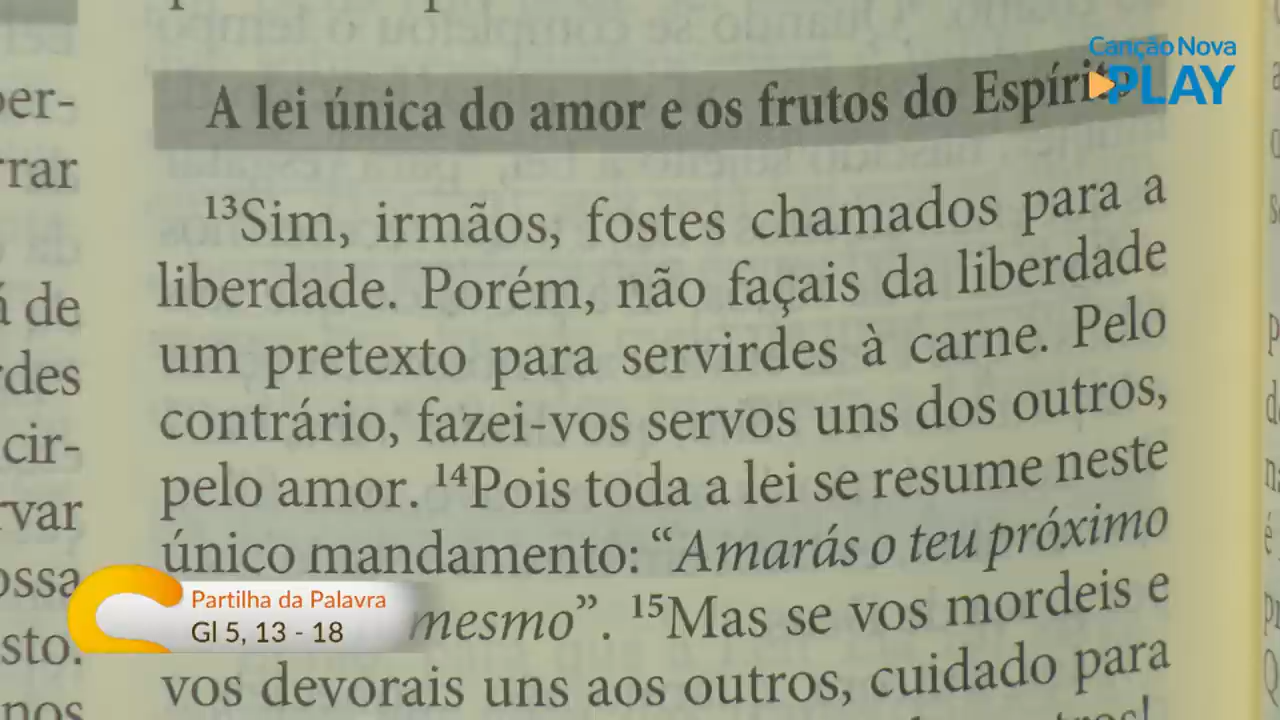 Canção Nova
PLAY
A lei única do amor e os frutos do
¹³Sim, irmãos, fostes chamados para a
liberdade. Porém, não façais da liberdade
um pretexto para servirdes à carne. Pelo
contrário, fazei-vos servos uns dos outros,
pelo amor. ¹⁴Pois toda a lei se resume neste
único mandamento: “Amarás o teu próximo
mesmo”. ¹⁵Mas se vos mordeis e
vos devorais uns aos outros, cuidado para
Partilha da Palavra
Gl 5, 13 - 18
per-
rrar
de
des
cir-
rvar
ossa
sto.
nos